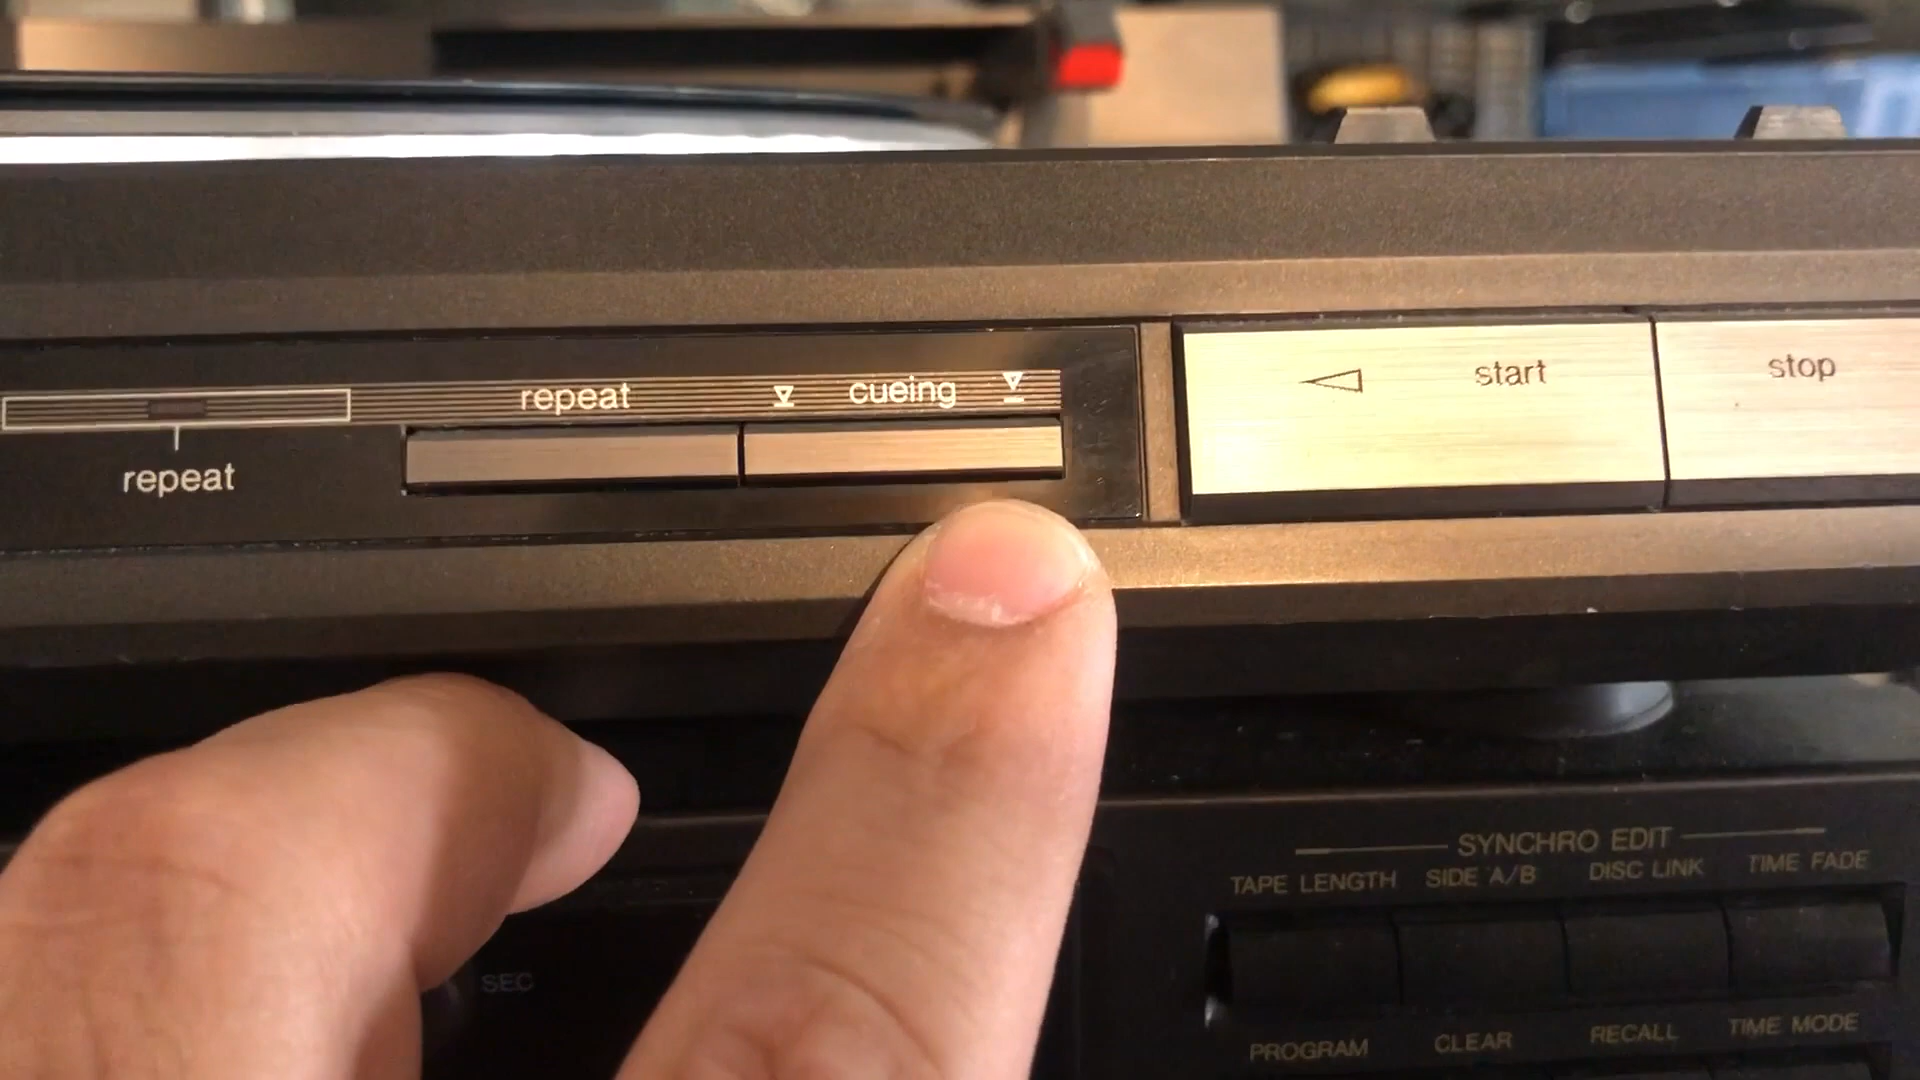 repeat cueing
repeat
start stop
SYNCHRO EDIT
TAPE LENGTH SIDE A/B DISC LINK TIME FADE
SEC
PROGRAM CLEAR RECALL TIME MODE